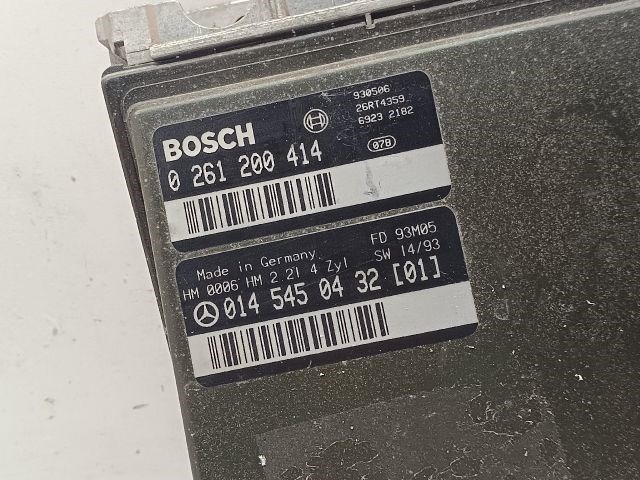 BOSCH
0 261 200 414
930506
26RT4359
6923 2182
07B
Made in Germany
FD 93M05
HM 0006 HM 2.2l 4 Zyl
SW 14/93
014 545 04 32 [01]